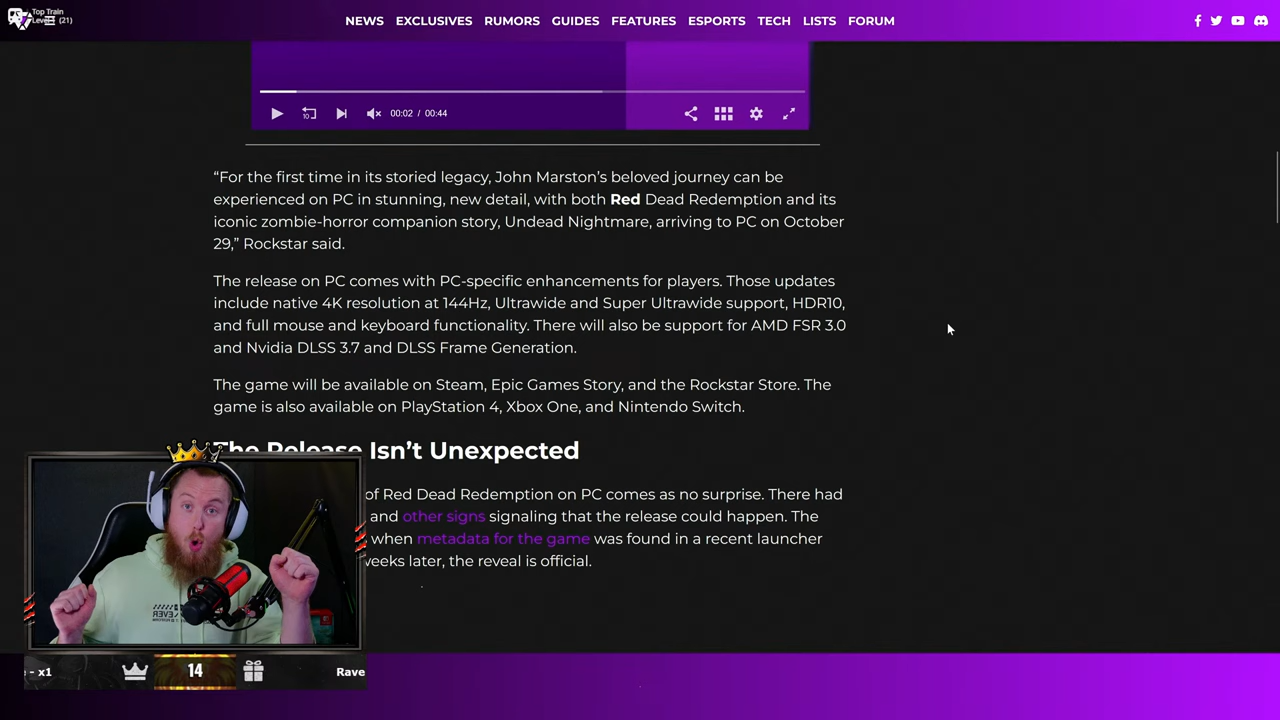 Top Train
NEWS EXCLUSIVES RUMORS GUIDES FEATURES ESPORTS TECH LISTS FORUM
10
00:02 / 00:44
“For the first time in its storied legacy, John Marston’s beloved journey can be
experienced on PC in stunning, new detail, with both Red Dead Redemption and its
iconic zombie-horror companion story, Undead Nightmare, arriving to PC on October
29,” Rockstar said.
The release on PC comes with PC-specific enhancements for players. Those updates
include native 4K resolution at 144Hz, Ultrawide and Super Ultrawide support, HDR10,
and full mouse and keyboard functionality. There will also be support for AMD FSR 3.0
and Nvidia DLSS 3.7 and DLSS Frame Generation.
The game will be available on Steam, Epic Games Story, and the Rockstar Store. The
game is also available on PlayStation 4, Xbox One, and Nintendo Switch.
The Release Isn’t Unexpected
of Red Dead Redemption on PC comes as no surprise. There had
and other signs signaling that the release could happen. The
when metadata for the game was found in a recent launcher
weeks later, the reveal is official.
- x1
14
Rave